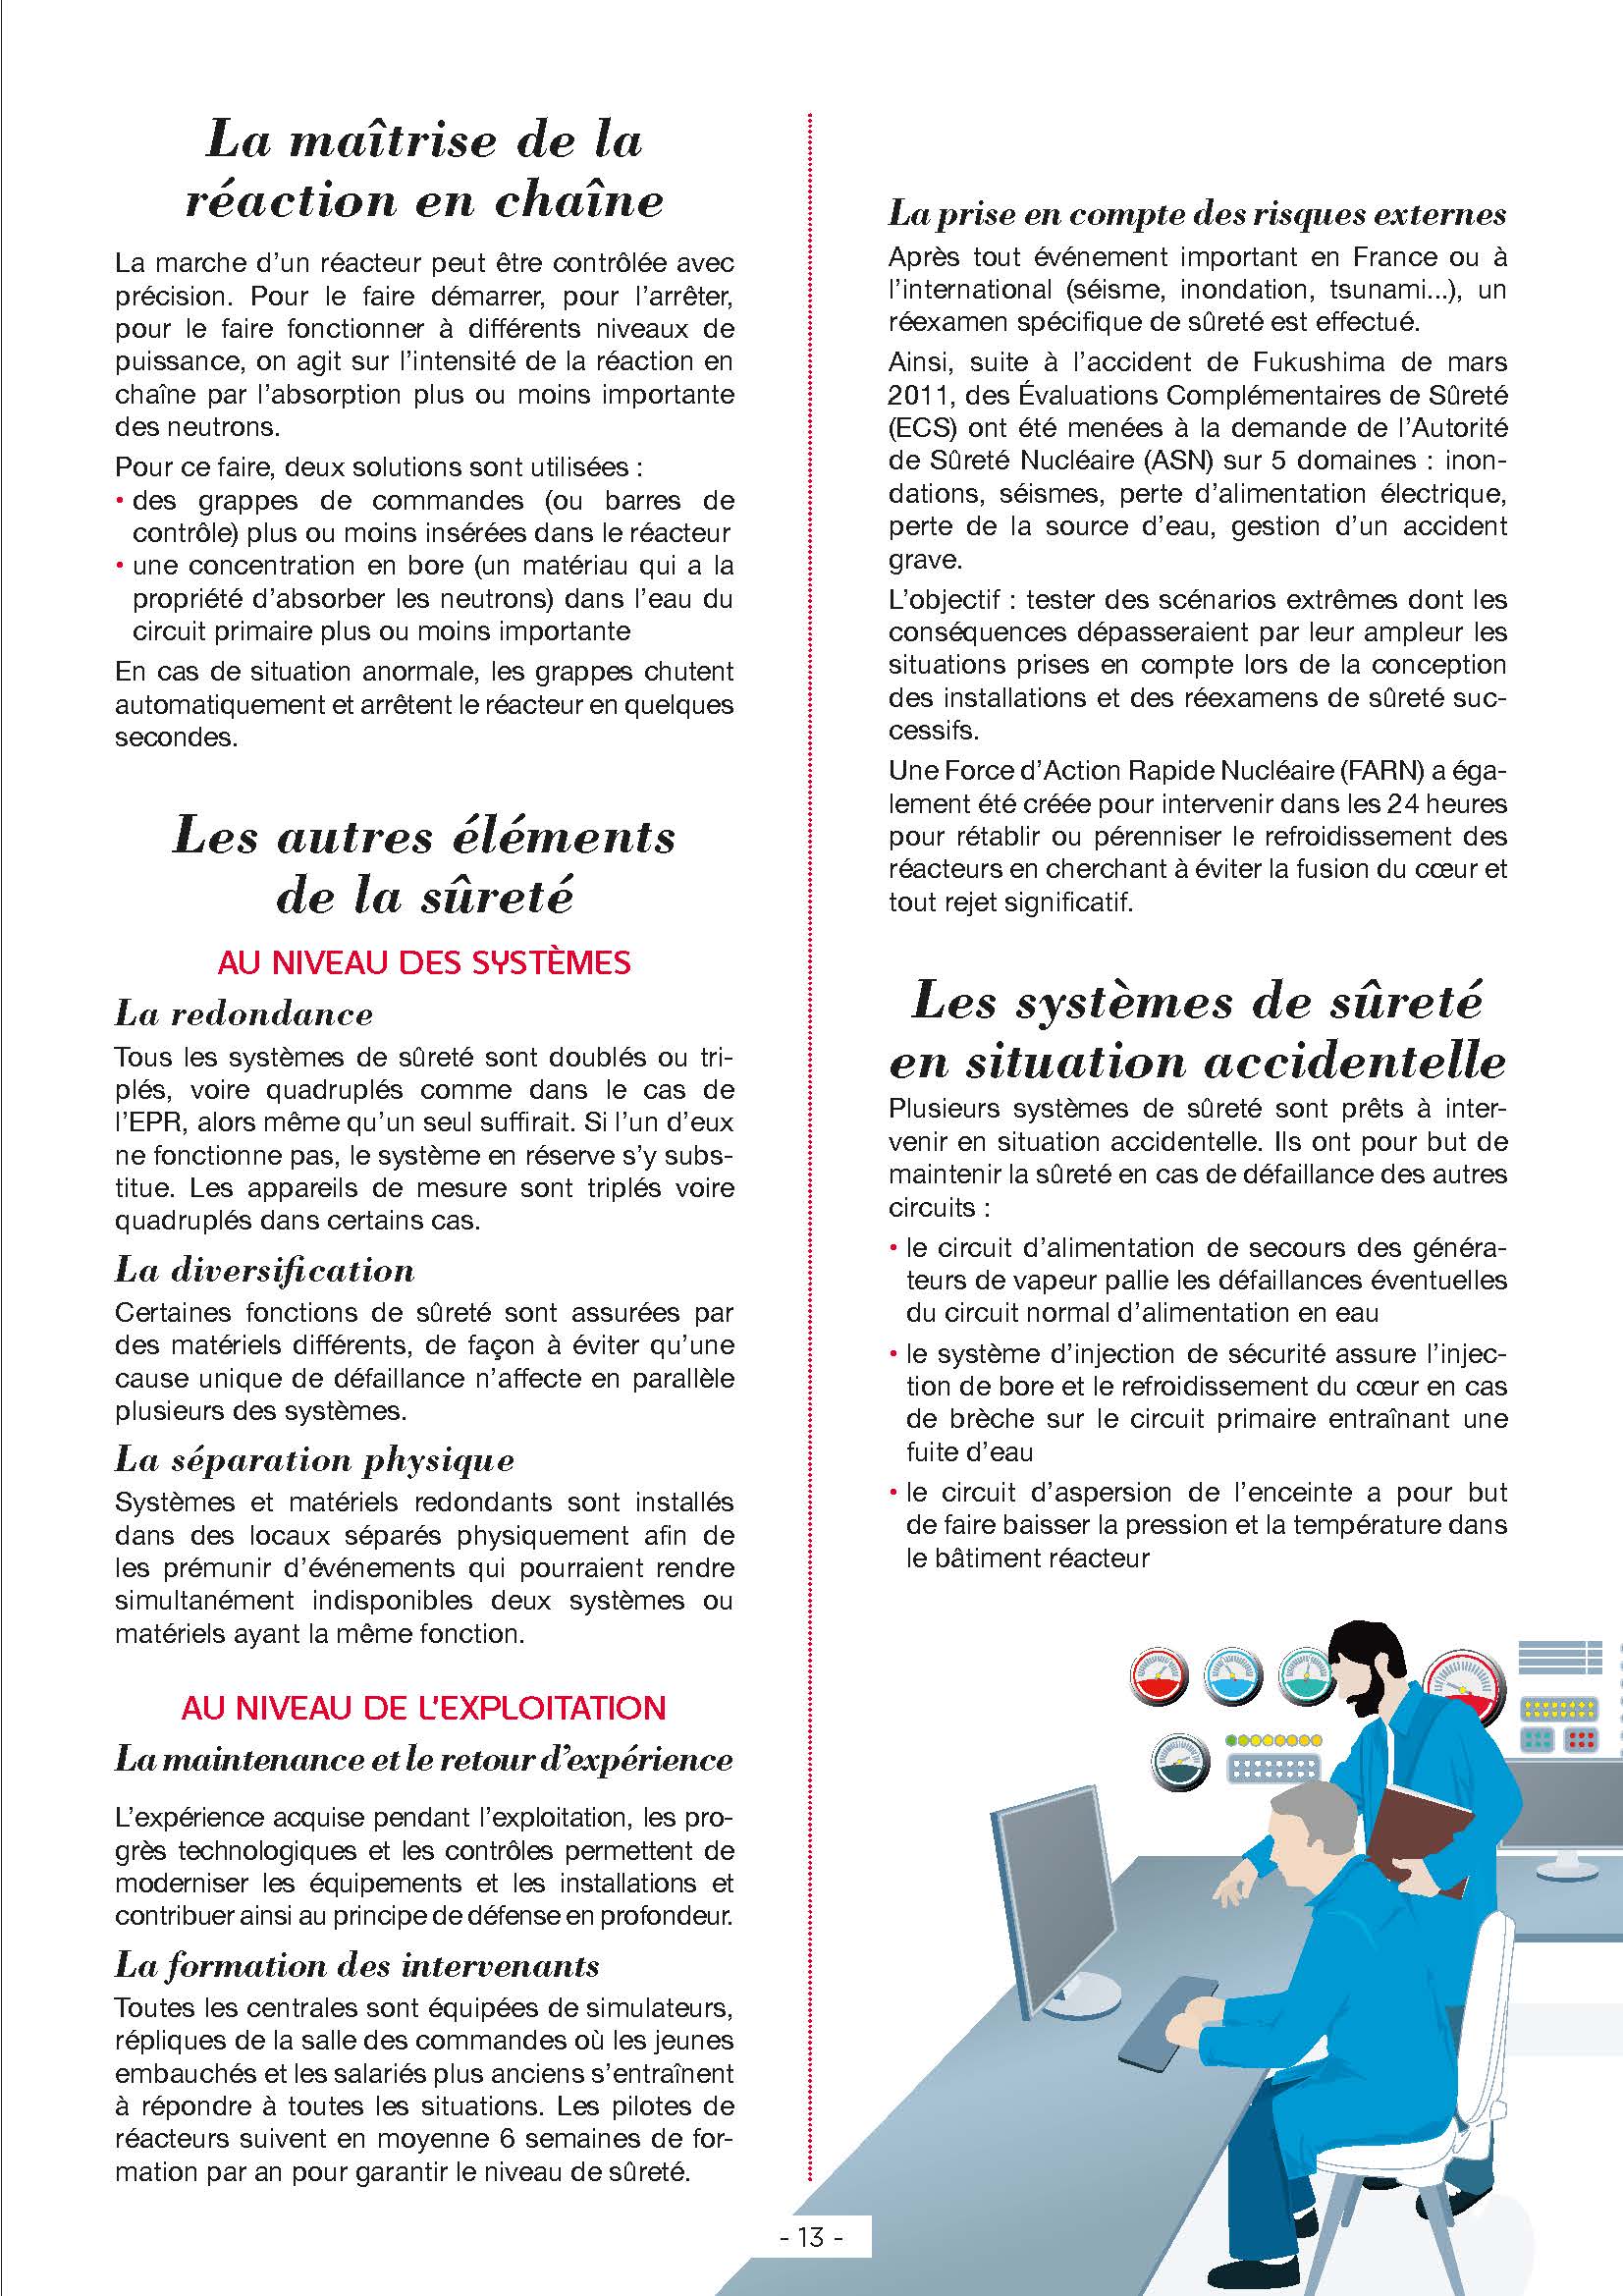 La maîtrise de la
réaction en chaîne
La marche d’un réacteur peut être contrôlée avec
précision. Pour le faire démarrer, pour l’arrêter,
pour le faire fonctionner à différents niveaux de
puissance, on agit sur l’intensité de la réaction en
chaîne par l’absorption plus ou moins importante
des neutrons.
Pour ce faire, deux solutions sont utilisées :
• des grappes de commandes (ou barres de
contrôle) plus ou moins insérées dans le réacteur
• une concentration en bore (un matériau qui a la
propriété d’absorber les neutrons) dans l’eau du
circuit primaire plus ou moins importante
En cas de situation anormale, les grappes chutent
automatiquement et arrêtent le réacteur en quelques
secondes.
Les autres éléments
de la sûreté
AU NIVEAU DES SYSTÈMES
La redondance
Tous les systèmes de sûreté sont doublés ou tri-
plés, voire quadruplés comme dans le cas de
l’EPR, alors même qu’un seul suffirait. Si l’un d’eux
ne fonctionne pas, le système en réserve s’y subs-
titue. Les appareils de mesure sont triplés voire
quadruplés dans certains cas.
La diversification
Certaines fonctions de sûreté sont assurées par
des matériels différents, de façon à éviter qu’une
cause unique de défaillance n’affecte en parallèle
plusieurs des systèmes.
La séparation physique
Systèmes et matériels redondants sont installés
dans des locaux séparés physiquement afin de
les prémunir d’événements qui pourraient rendre
simultanément indisponibles deux systèmes ou
matériels ayant la même fonction.
AU NIVEAU DE L’EXPLOITATION
La maintenance et le retour d’expérience
L’expérience acquise pendant l’exploitation, les pro-
grès technologiques et les contrôles permettent de
moderniser les équipements et les installations et
contribuer ainsi au principe de défense en profondeur.
La formation des intervenants
Toutes les centrales sont équipées de simulateurs,
répliques de la salle des commandes où les jeunes
embauchés et les salariés plus anciens s’entraînent
à répondre à toutes les situations. Les pilotes de
réacteurs suivent en moyenne 6 semaines de for-
mation par an pour garantir le niveau de sûreté.
La prise en compte des risques externes
Après tout événement important en France ou à
l’international (séisme, inondation, tsunami...), un
réexamen spécifique de sûreté est effectué.
Ainsi, suite à l’accident de Fukushima de mars
2011, des Évaluations Complémentaires de Sûreté
(ECS) ont été menées à la demande de l’Autorité
de Sûreté Nucléaire (ASN) sur 5 domaines : inon-
dations, séismes, perte d’alimentation électrique,
perte de la source d’eau, gestion d’un accident
grave.
L’objectif : tester des scénarios extrêmes dont les
conséquences dépasseraient par leur ampleur les
situations prises en compte lors de la conception
des installations et des réexamens de sûreté suc-
cessifs.
Une Force d’Action Rapide Nucléaire (FARN) a éga-
lement été créée pour intervenir dans les 24 heures
pour rétablir ou pérenniser le refroidissement des
réacteurs en cherchant à éviter la fusion du cœur et
tout rejet significatif.
Les systèmes de sûreté
en situation accidentelle
Plusieurs systèmes de sûreté sont prêts à inter-
venir en situation accidentelle. Ils ont pour but de
maintenir la sûreté en cas de défaillance des autres
circuits :
• le circuit d’alimentation de secours des généra-
teurs de vapeur pallie les défaillances éventuelles
du circuit normal d’alimentation en eau
• le système d’injection de sécurité assure l’injec-
tion de bore et le refroidissement du cœur en cas
de brèche sur le circuit primaire entraînant une
fuite d’eau
• le circuit d’aspersion de l’enceinte a pour but
de faire baisser la pression et la température dans
le bâtiment réacteur
- 13 -